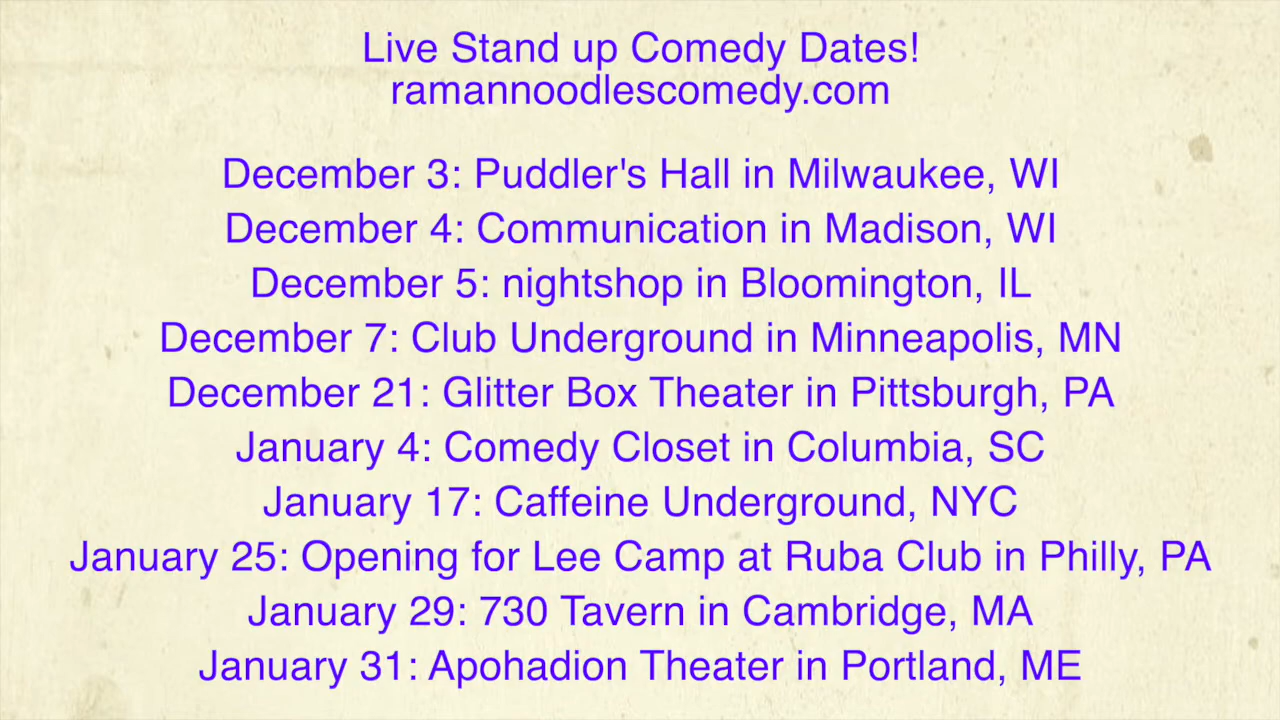 Live Stand up Comedy Dates!
ramannoodlescomedy.com
December 3: Puddler's Hall in Milwaukee, WI
December 4: Communication in Madison, WI
December 5: nightshop in Bloomington, IL
December 7: Club Underground in Minneapolis, MN
December 21: Glitter Box Theater in Pittsburgh, PA
January 4: Comedy Closet in Columbia, SC
January 17: Caffeine Underground, NYC
January 25: Opening for Lee Camp at Ruba Club in Philly, PA
January 29: 730 Tavern in Cambridge, MA
January 31: Apohadion Theater in Portland, ME